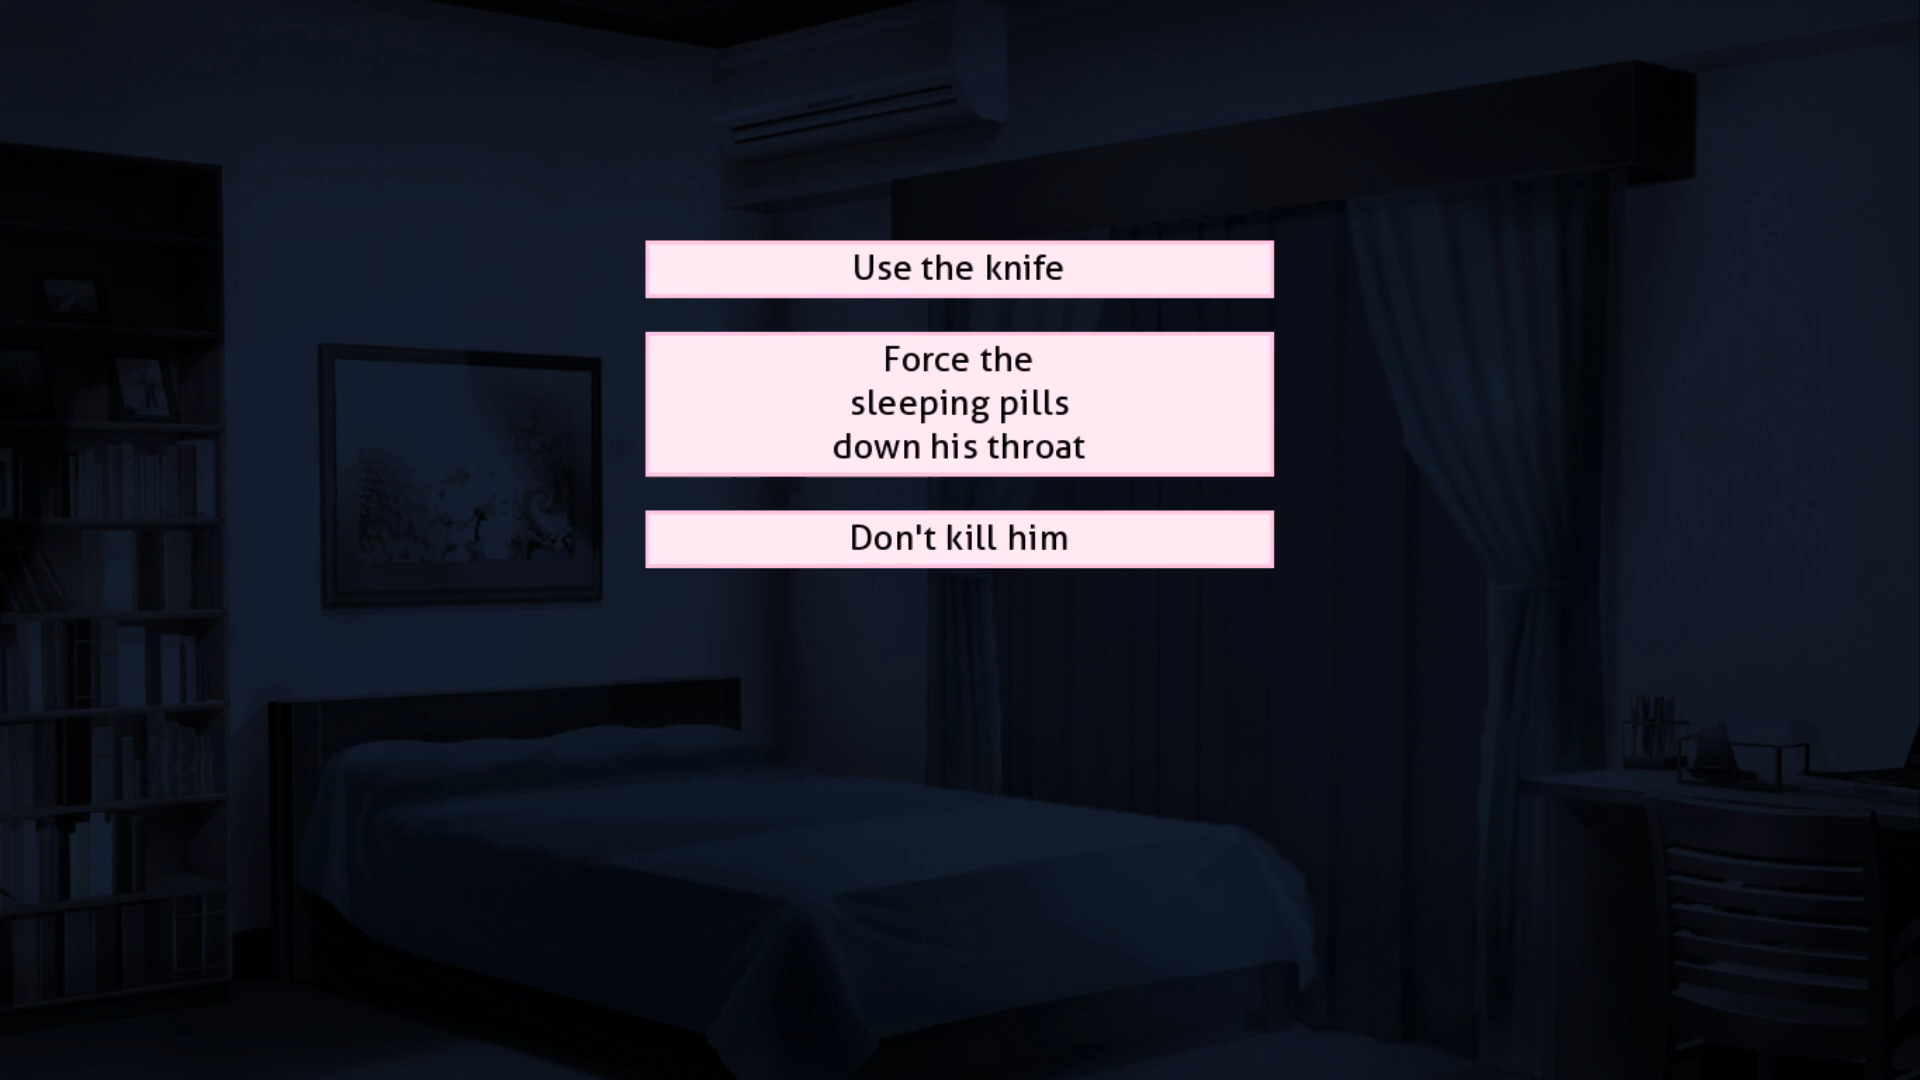 Use the knife
Force the
sleeping pills
down his throat
Don't kill him